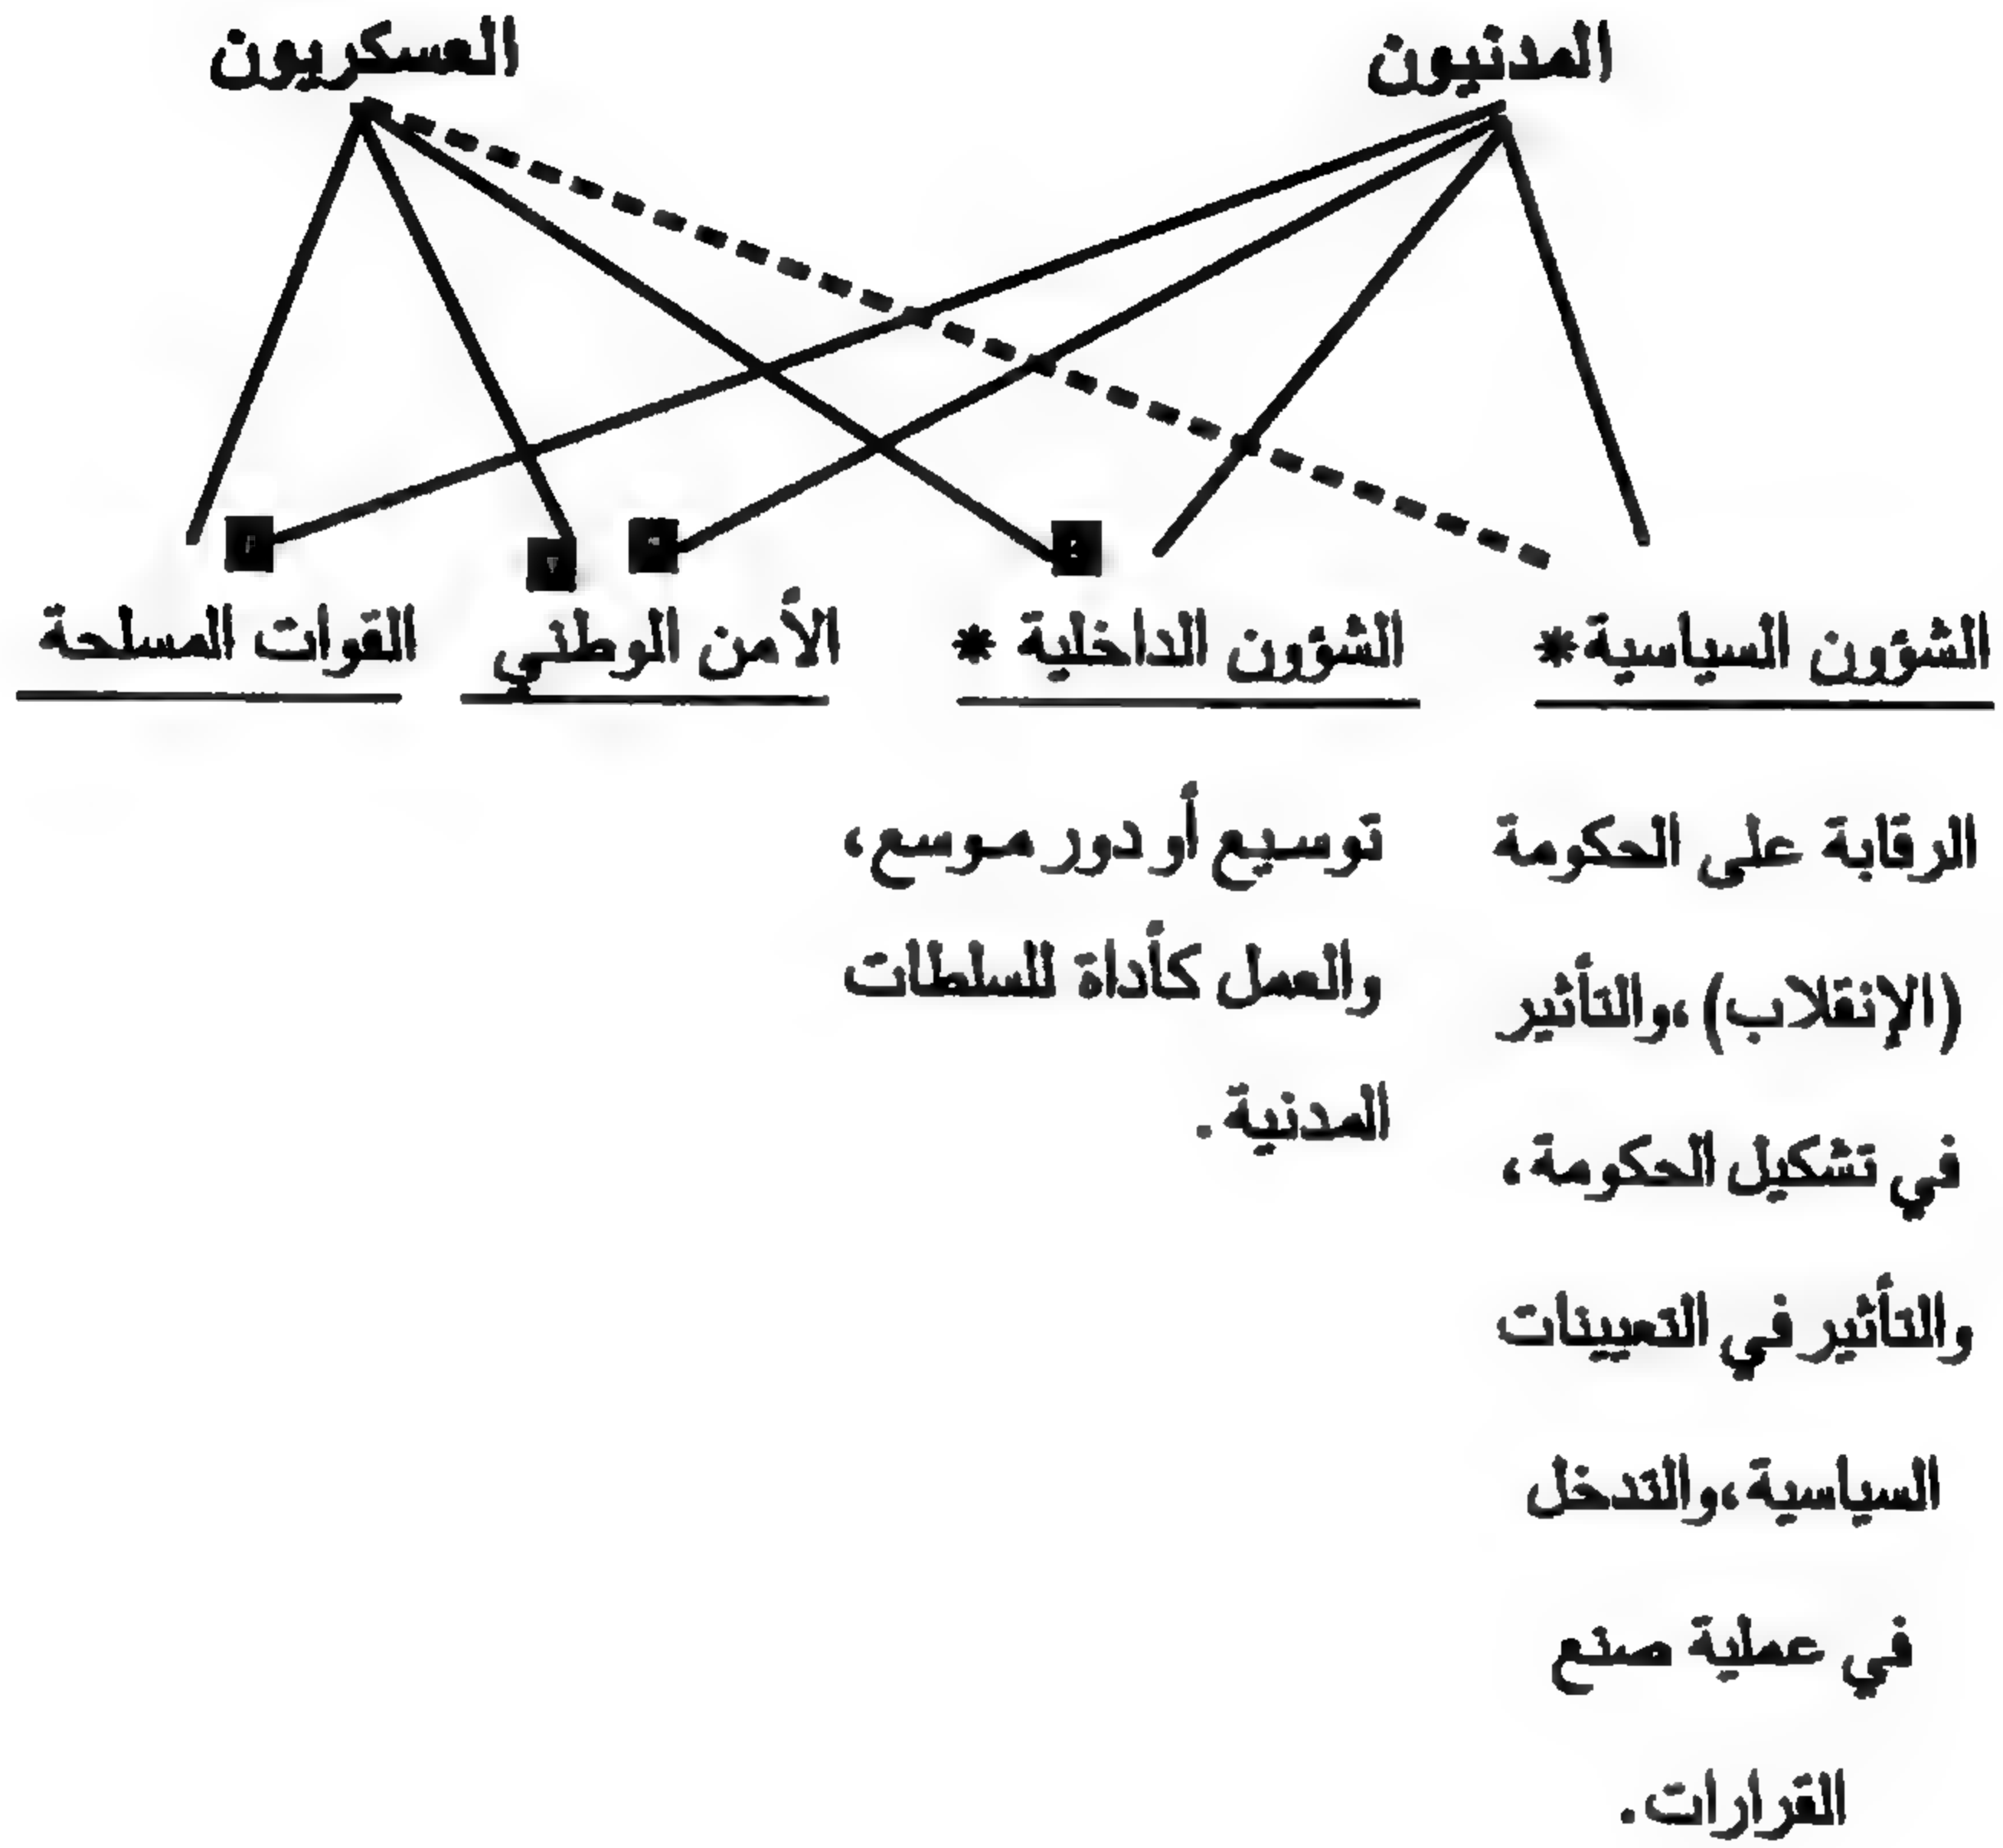 المدنيون
العسكريون
الشؤون السياسية*
الشؤون الداخلية *
الأمن الوطني
القوات المسلحة
الرقابة على الحكومة
(الإنقلاب)،والتأثير
في تشكيل الحكومة،
والتأثير في التعيينات
السياسية،والتدخل
في عملية صنع
القرارات.
توسيع أو دور موسع،
والعمل كأداة للسلطات
المدنية.